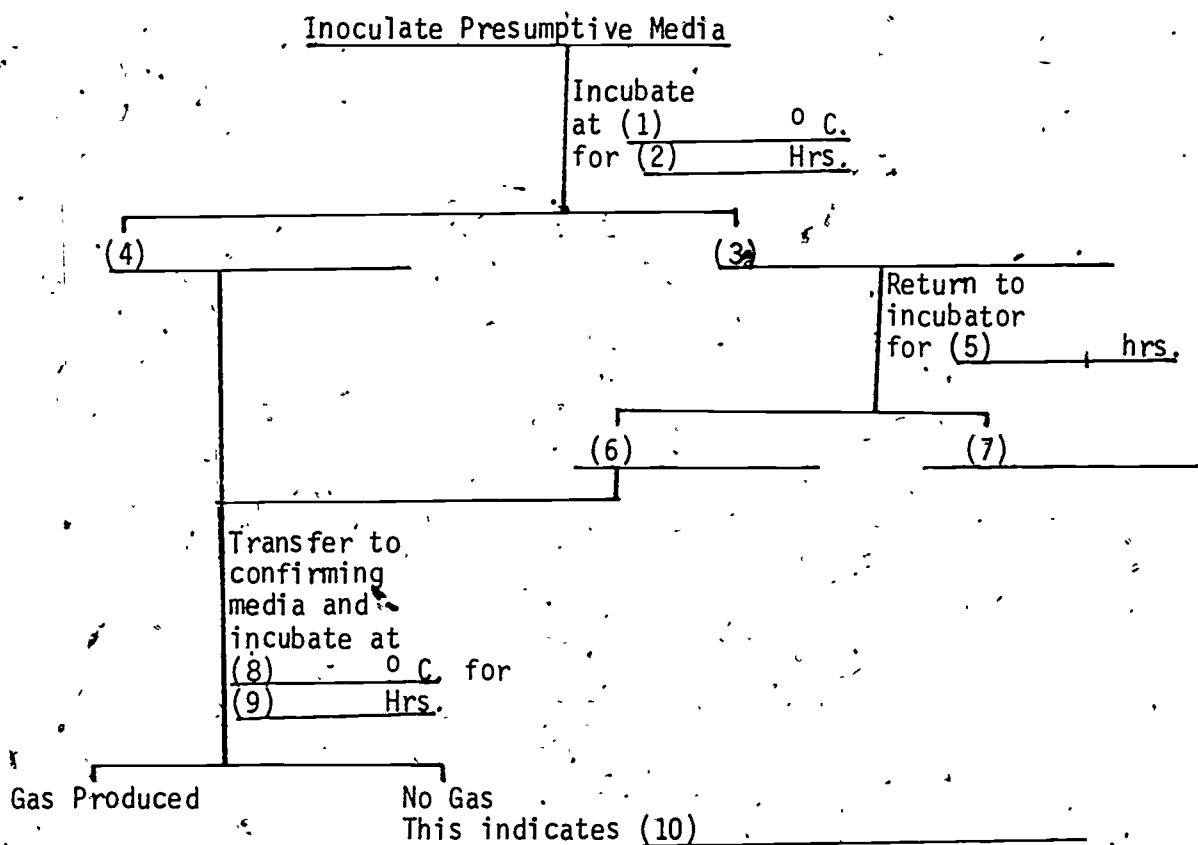 Inoculate Presumptive Media
Incubate
at (1) ° C.
for (2) Hrs.
(4)
(3)
Return to
incubator
for (5) hrs.
(6)
(7)
Transfer to
confirming
media and
incubate at
(8) ° C. for
(9) Hrs.
Gas Produced
No Gas
This indicates (10)